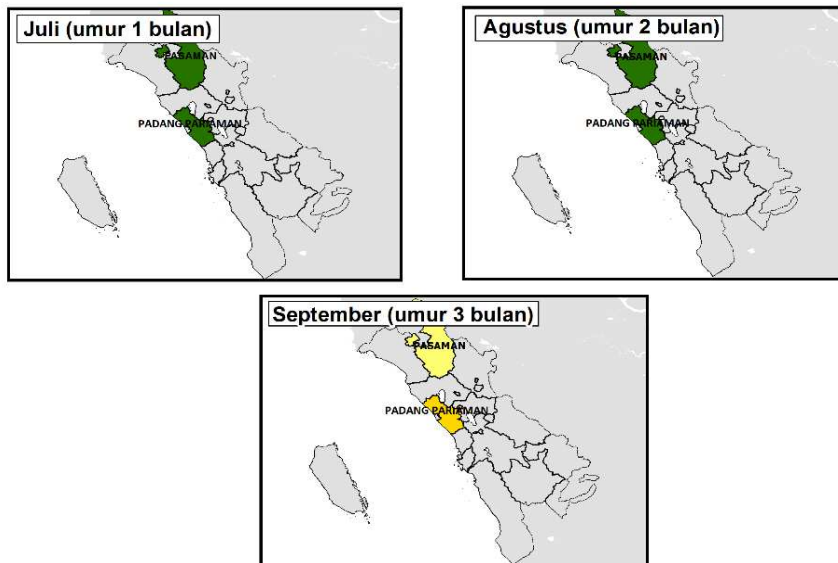 Juli (umur 1 bulan)
PASAMAN
PADANG PARIAMAN
Agustus (umur 2 bulan)
PASAMAN
PADANG PARIAMAN
September (umur 3 bulan)
PASAMAN
PADANG PARIAMAN